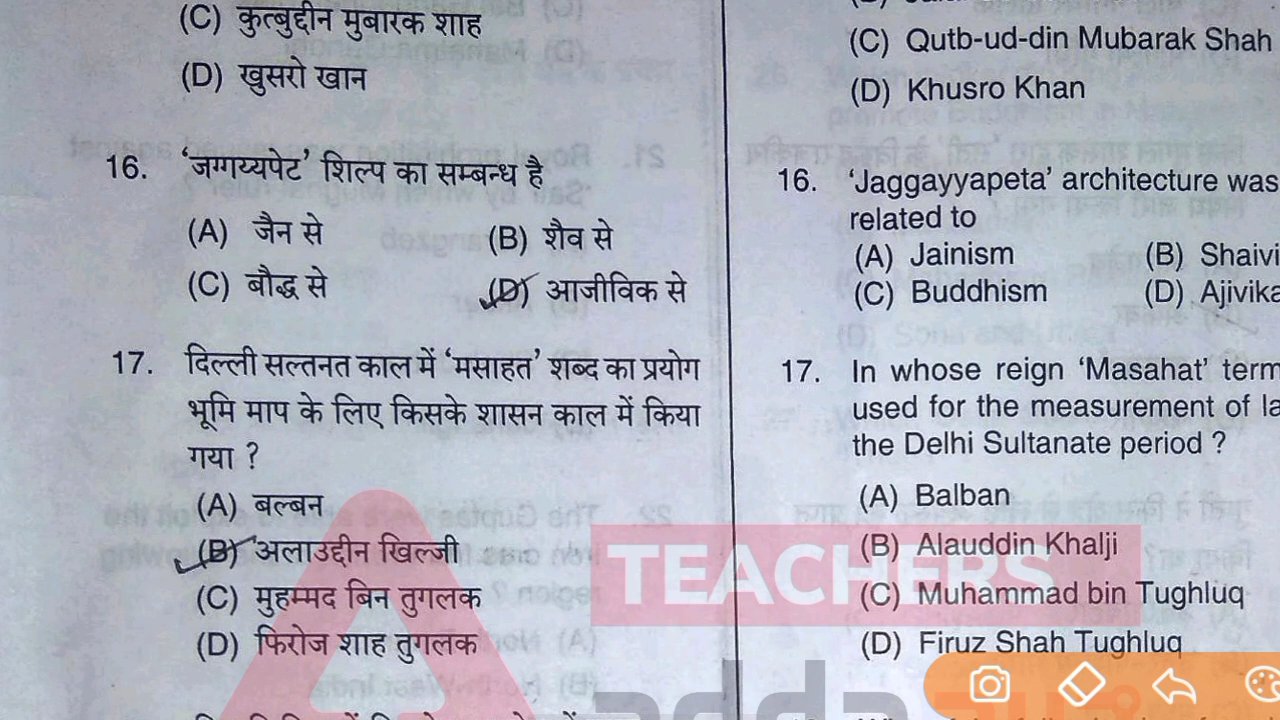 (C) कुत्बुद्दीन मुबारक शाह
(D) खुसरो खान
16. 'जग्गय्यपेट' शिल्प का सम्बन्ध है
(A) जैन से (B) शैव से
(C) बौद्ध से (D) आजीविक से
17. दिल्ली सल्तनत काल में 'मसाहत' शब्द का प्रयोग
भूमि माप के लिए किसके शासन काल में किया
गया ?
(A) बल्बन
(B) अलाउद्दीन खिल्जी
(C) मुहम्मद बिन तुगलक
(D) फिरोज शाह तुगलक
(C) Qutb-ud-din Mubarak Shah
(D) Khusro Khan
16. 'Jaggayyapeta' architecture was
related to
(A) Jainism (B) Shaivi
(C) Buddhism (D) Ajivika
17. In whose reign 'Masahat' term
used for the measurement of la
the Delhi Sultanate period ?
(A) Balban
(B) Alauddin Khalji
(C) Muhammad bin Tughluq
(D) Firuz Shah Tughluq
TEACHERS